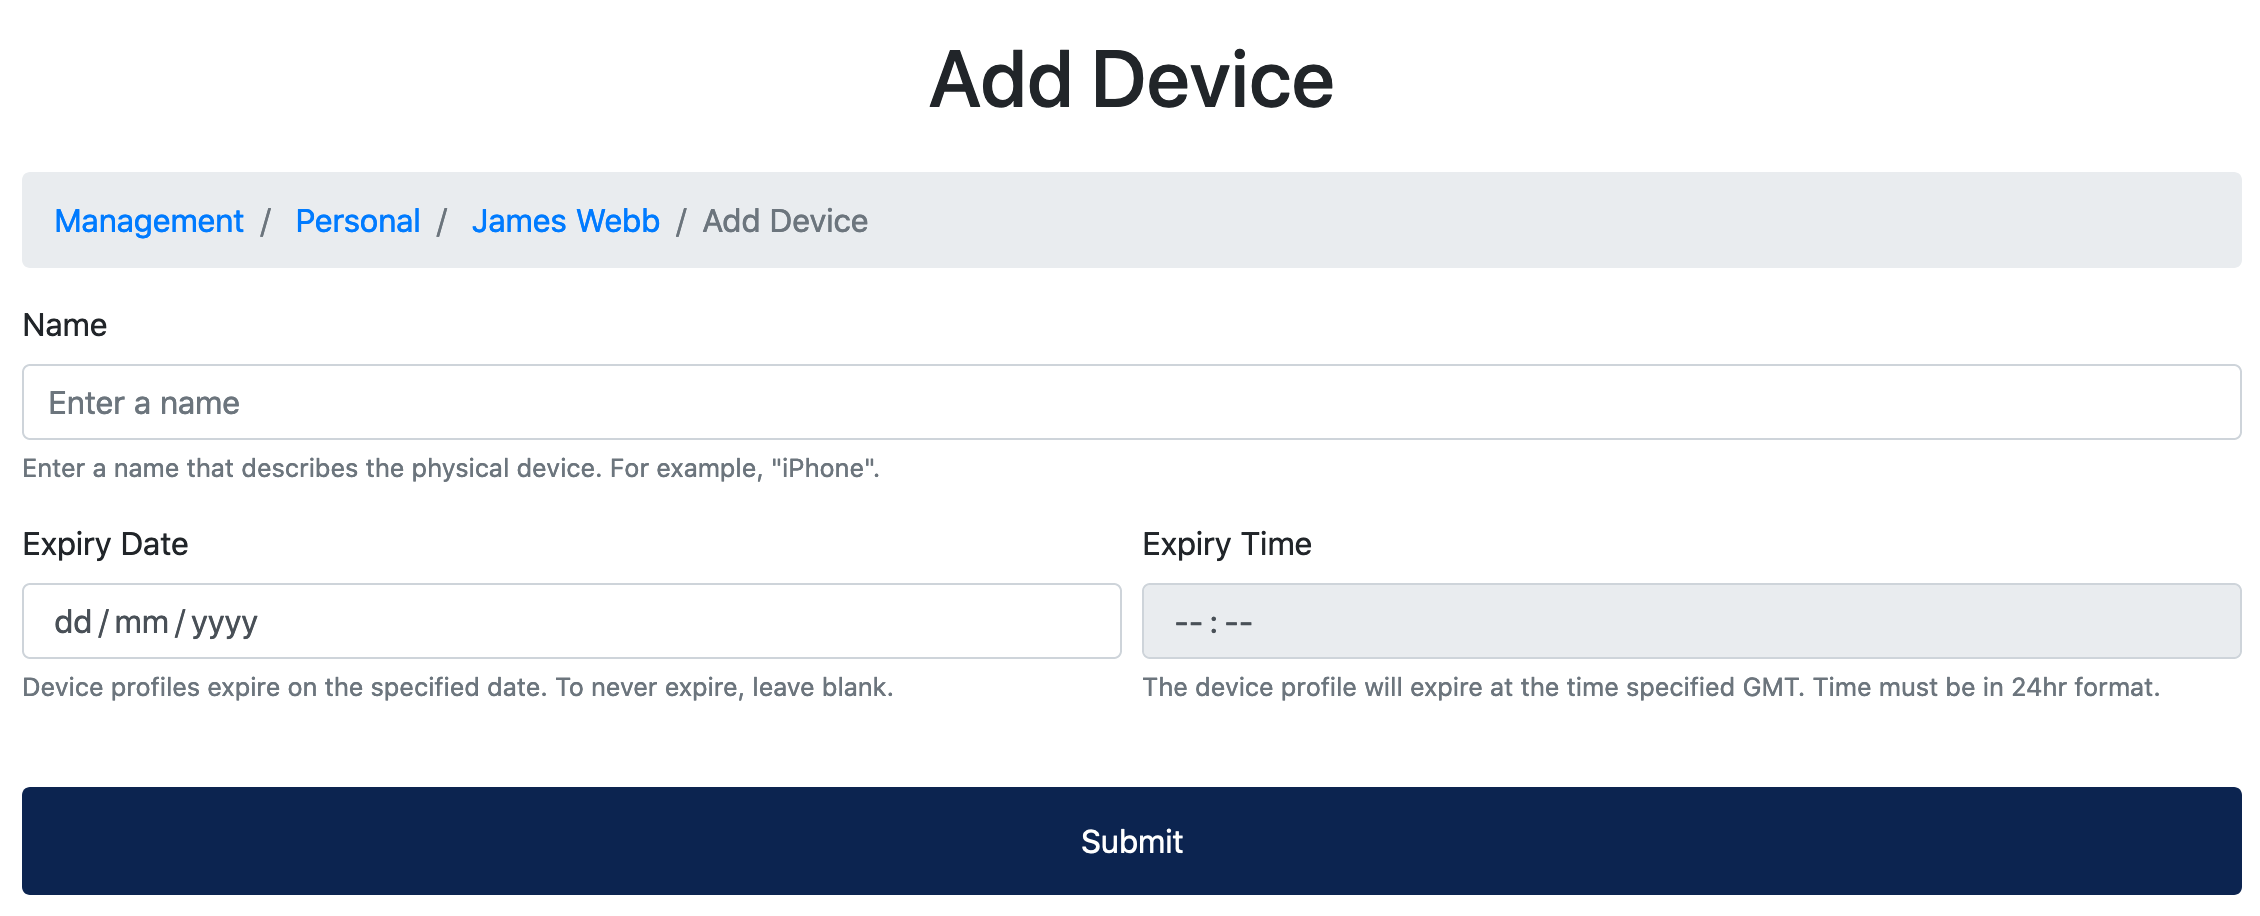 Add Device
Management / Personal / James Webb / Add Device
Name
Enter a name
Enter a name that describes the physical device. For example, "iPhone".
Expiry Date
Expiry Time
dd/mm/yyyy
--:--
Device profiles expire on the specified date. To never expire, leave blank.
The device profile will expire at the time specified GMT. Time must be in 24hr format.
Submit